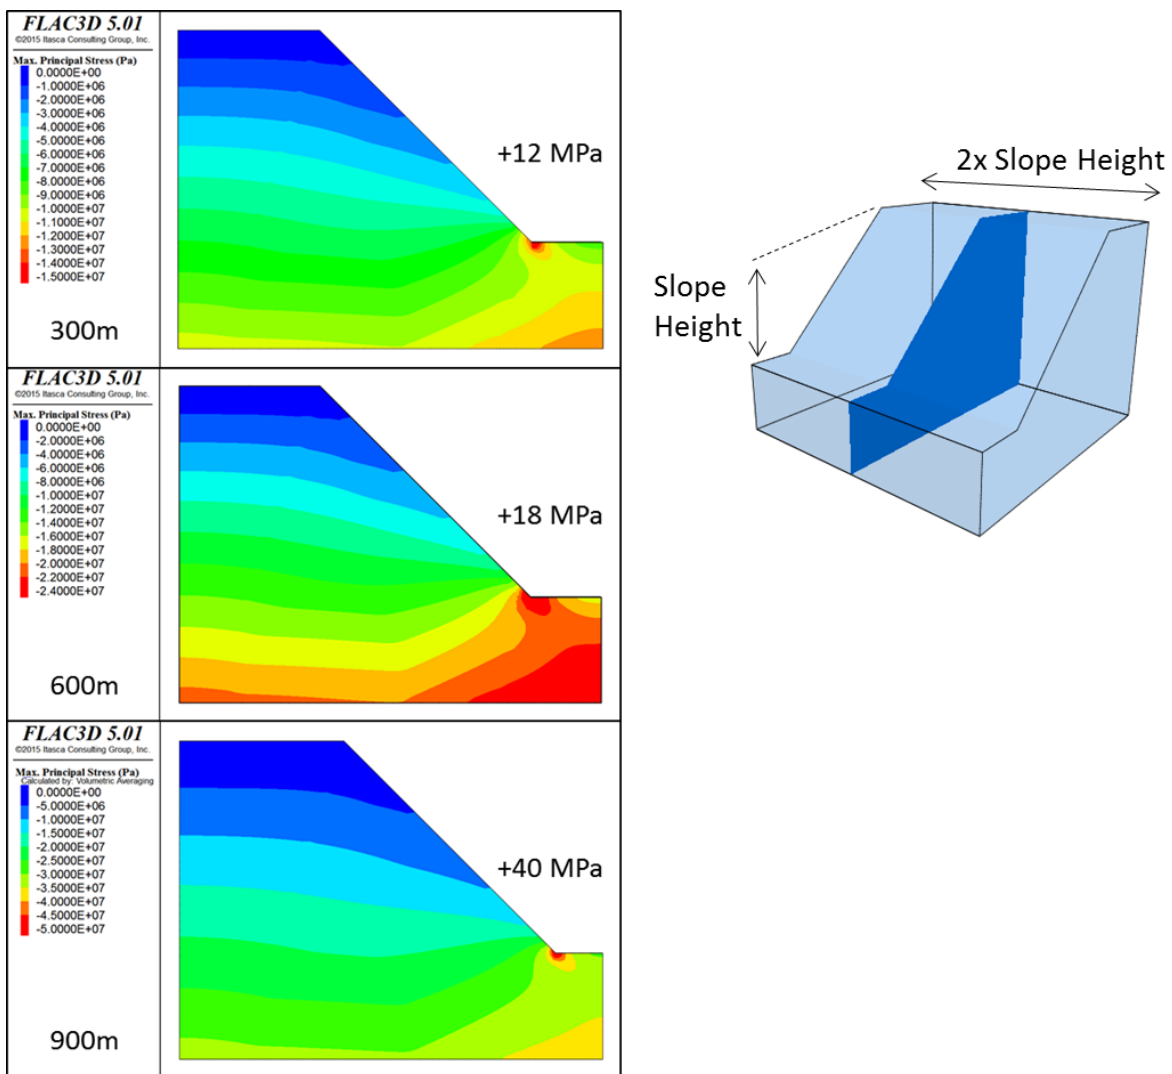 FLAC3D 5.01
©2015 Itasca Consulting Group, Inc.
Max. Principal Stress (Pa)
0.0000E+00
-1.0000E+06
-2.0000E+06
-3.0000E+06
-4.0000E+06
-5.0000E+06
-6.0000E+06
-7.0000E+06
-8.0000E+06
-9.0000E+06
-1.0000E+07
-1.1000E+07
-1.2000E+07
-1.3000E+07
-1.5000E+07
300m
+12 MPa
FLAC3D 5.01
©2015 Itasca Consulting Group, Inc.
Max. Principal Stress (Pa)
0.0000E+00
-2.0000E+06
-4.0000E+06
-6.0000E+06
-8.0000E+06
-1.0000E+07
-1.2000E+07
-1.4000E+07
-1.6000E+07
-1.8000E+07
-2.0000E+07
-2.2000E+07
-2.4000E+07
600m
+18 MPa
FLAC3D 5.01
©2015 Itasca Consulting Group, Inc.
Max. Principal Stress (Pa)
Calculated by: Volumetric Averaging
0.0000E+00
-5.0000E+06
-1.5000E+07
-2.0000E+07
-2.5000E+07
-3.0000E+07
-3.5000E+07
-4.0000E+07
-4.5000E+07
-5.0000E+07
900m
+40 MPa
2x Slope Height
Slope
Height